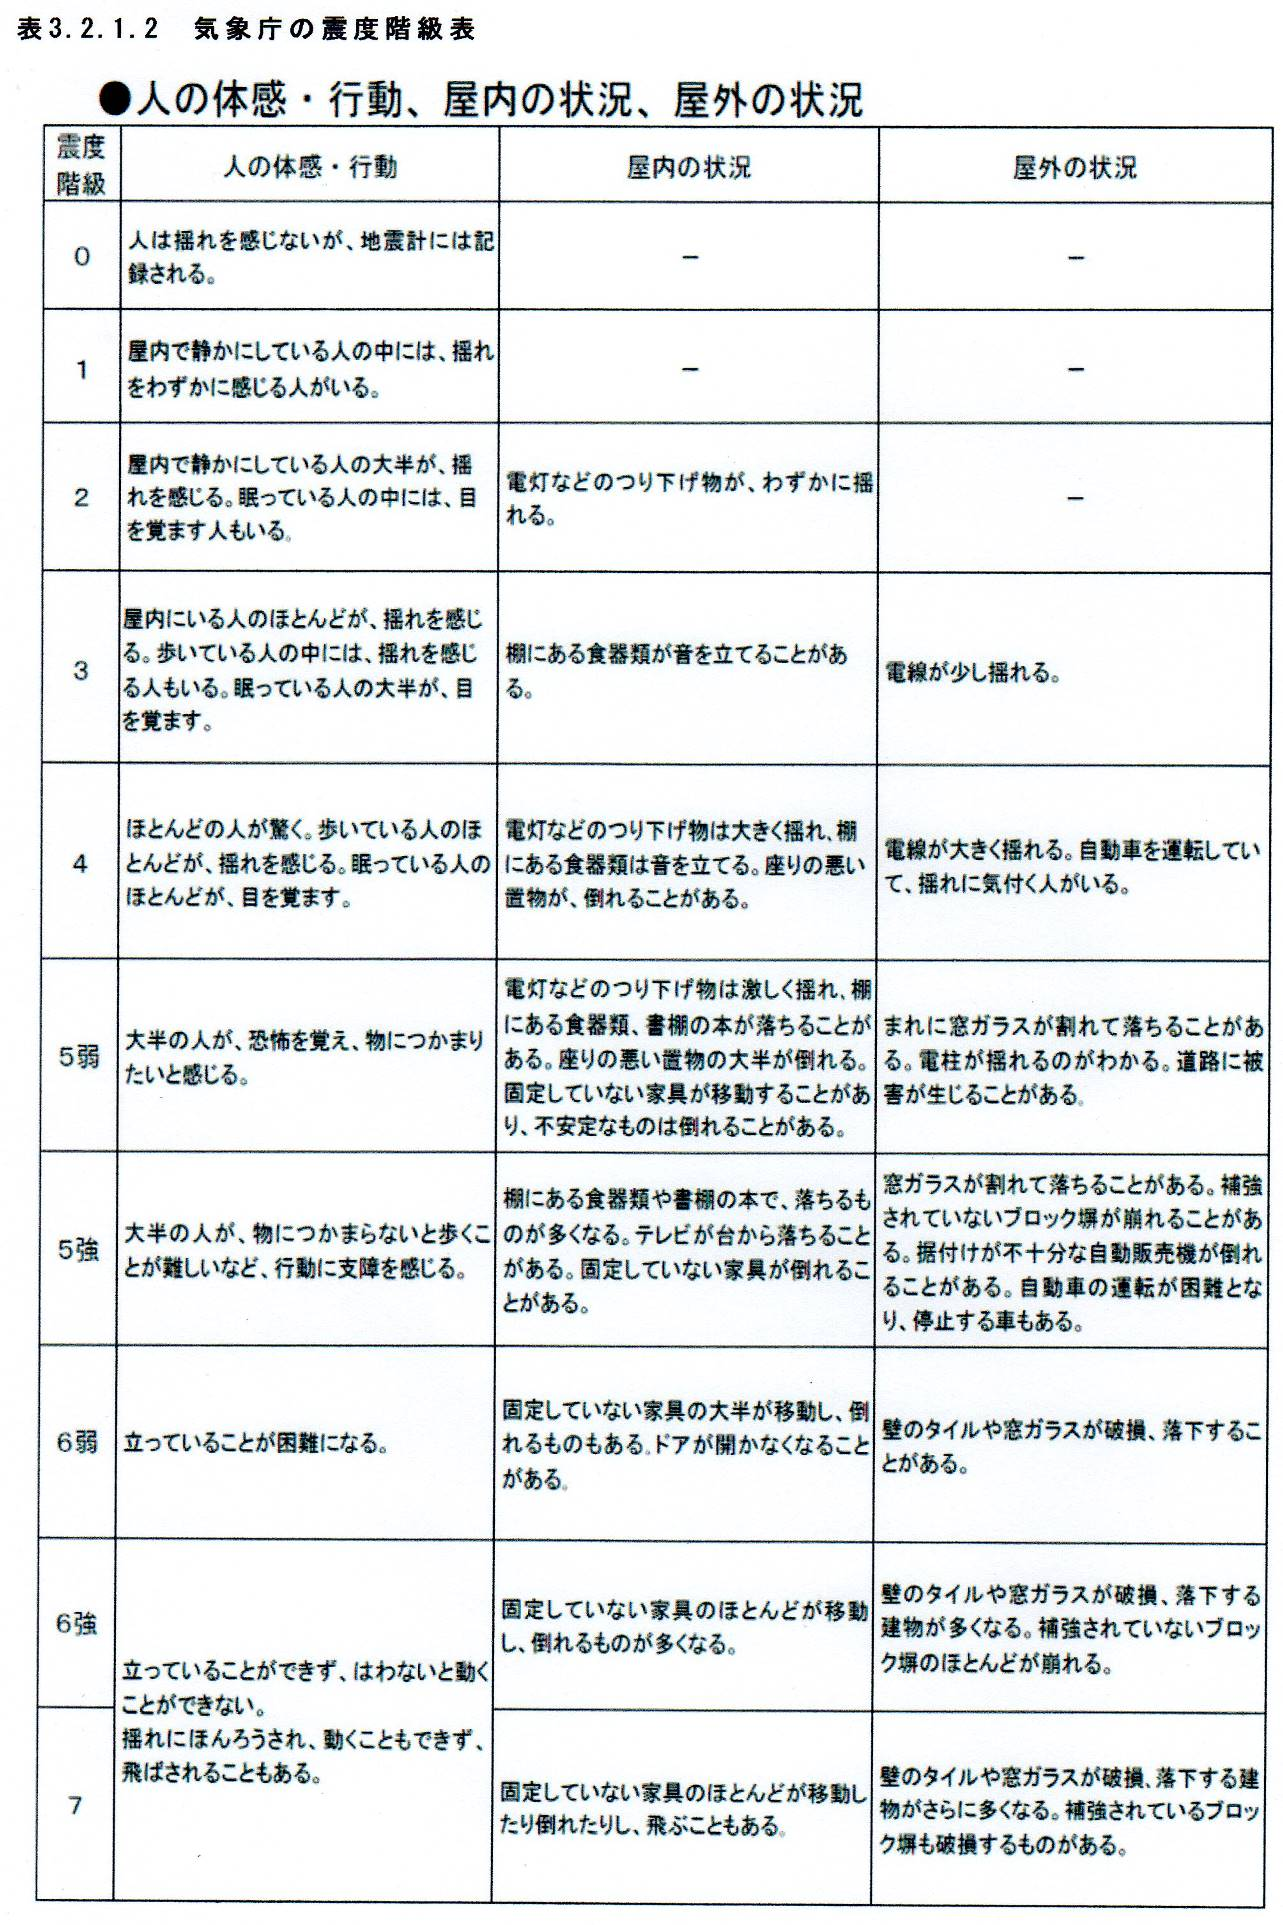 表3.2.1.2 気象庁の震度階級表
●人の体感・行動、屋内の状況、屋外の状況
震度
階級
人の体感・行動
屋内の状況
屋外の状況
0
人は揺れを感じないが、地震計には記
録される。
－
－
1
屋内で静かにしている人の中には、揺れ
をわずかに感じる人がいる。
－
－
2
屋内で静かにしている人の大半が、揺
れを感じる。眠っている人の中には、目
を覚ます人もいる。
電灯などのつり下げ物が、わずかに揺
れる。
－
3
屋内にいる人のほとんどが、揺れを感じ
る。歩いている人の中には、揺れを感じ
る人もいる。眠っている人の大半が、目
を覚ます。
棚にある食器類が音を立てることがあ
る。
電線が少し揺れる。
4
ほとんどの人が驚く。歩いている人のほ
とんどが、揺れを感じる。眠っている人の
ほとんどが、目を覚ます。
電灯などのつり下げ物は大きく揺れ、棚
にある食器類は音を立てる。座りの悪い
置物が、倒れることがある。
電線が大きく揺れる。自動車を運転してい
て、揺れに気付く人がいる。
5弱
大半の人が、恐怖を覚え、物につかまり
たいと感じる。
電灯などのつり下げ物は激しく揺れ、棚
にある食器類、書棚の本が落ちることが
ある。座りの悪い置物の大半が倒れる。
固定していない家具が移動することがあ
り、不安定なものは倒れることがある。
まれに窓ガラスが割れて落ちることがあ
る。電柱が揺れるのがわかる。道路に被
害が生じることがある。
5強
大半の人が、物につかまらないと歩くこ
とが難しいなど、行動に支障を感じる。
棚にある食器類や書棚の本で、落ちるも
のが多くなる。テレビが台から落ちること
がある。固定していない家具が倒れるこ
とがある。
窓ガラスが割れて落ちることがある。補強
されていないブロック塀が崩れることがあ
る。据付けが不十分な自動販売機が倒れ
ることがある。自動車の運転が困難とな
り、停止する車もある。
6弱
立っていることが困難になる。
固定していない家具の大半が移動し、倒
れるものもある。ドアが開かなくなること
がある。
壁のタイルや窓ガラスが破損、落下するこ
とがある。
6強
立っていることができず、はわないと動く
ことができない。
揺れにほんろうされ、動くこともできず、
飛ばされることもある。
固定していない家具のほとんどが移動
し、倒れるものが多くなる。
壁のタイルや窓ガラスが破損、落下する
建物が多くなる。補強されていないブロッ
ク塀のほとんどが崩れる。
7
固定していない家具のほとんどが移動し
たり倒れたりし、飛ぶこともある。
壁のタイルや窓ガラスが破損、落下する建
物がさらに多くなる。補強されているブロッ
ク塀も破損するものがある。